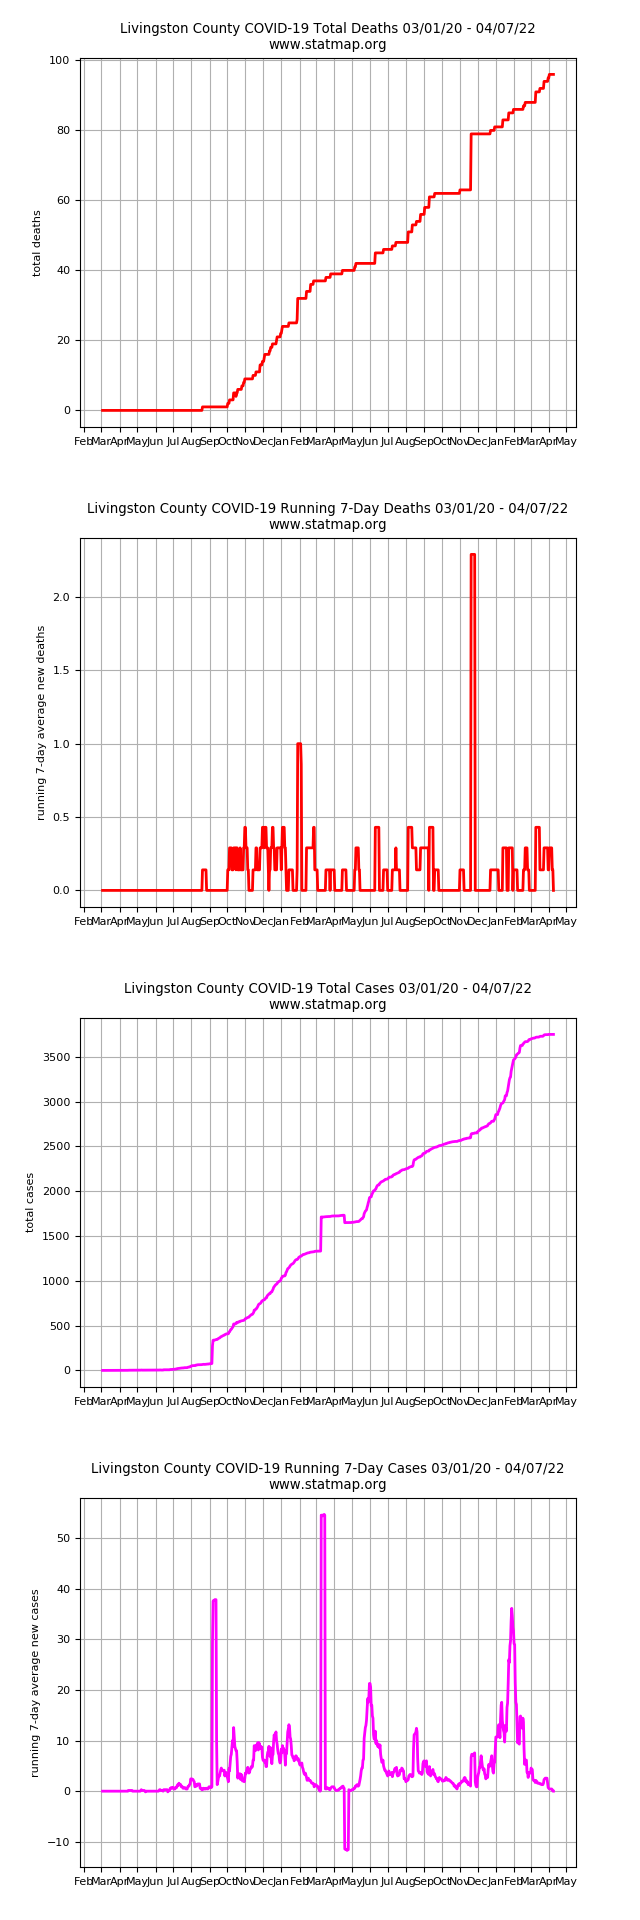 Livingston County COVID-19 Total Deaths 03/01/20 - 04/07/22
www.statmap.org
100
80
60
40
20
0
total deaths
Feb Mar Apr May Jun Jul Aug Sep Oct Nov Dec Jan Feb Mar Apr May Jun Jul Aug Sep Oct Nov Dec Jan Feb Mar Apr May
Livingston County COVID-19 Running 7-Day Deaths 03/01/20 - 04/07/22
www.statmap.org
2.0
1.5
1.0
0.5
0.0
running 7-day average new deaths
Feb Mar Apr May Jun Jul Aug Sep Oct Nov Dec Jan Feb Mar Apr May Jun Jul Aug Sep Oct Nov Dec Jan Feb Mar Apr May
Livingston County COVID-19 Total Cases 03/01/20 - 04/07/22
www.statmap.org
3500
3000
2500
2000
1500
1000
500
0
total cases
Feb Mar Apr May Jun Jul Aug Sep Oct Nov Dec Jan Feb Mar Apr May Jun Jul Aug Sep Oct Nov Dec Jan Feb Mar Apr May
Livingston County COVID-19 Running 7-Day Cases 03/01/20 - 04/07/22
www.statmap.org
50
40
30
20
10
0
−10
running 7-day average new cases
Feb Mar Apr May Jun Jul Aug Sep Oct Nov Dec Jan Feb Mar Apr May Jun Jul Aug Sep Oct Nov Dec Jan Feb Mar Apr May